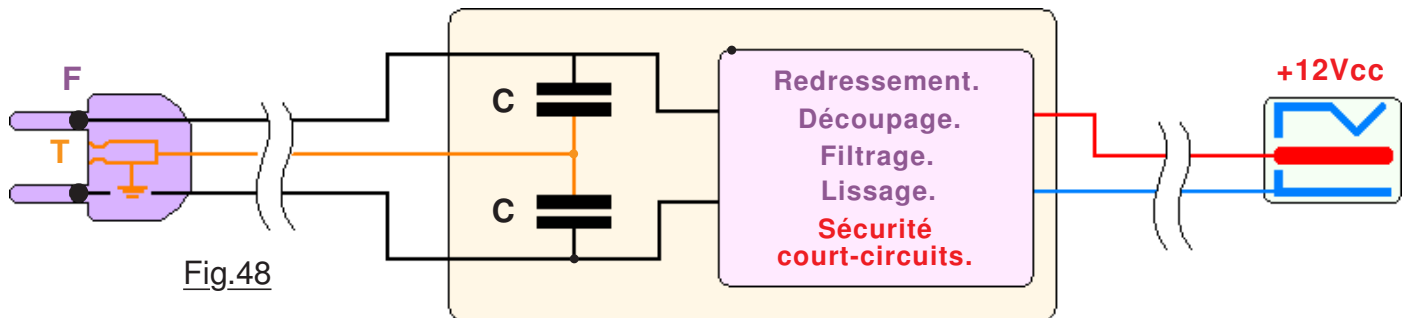 F
T
Fig.48
C
C
Redressement.
Découpage.
Filtrage.
Lissage.
Sécurité
court-circuits.
+12Vcc